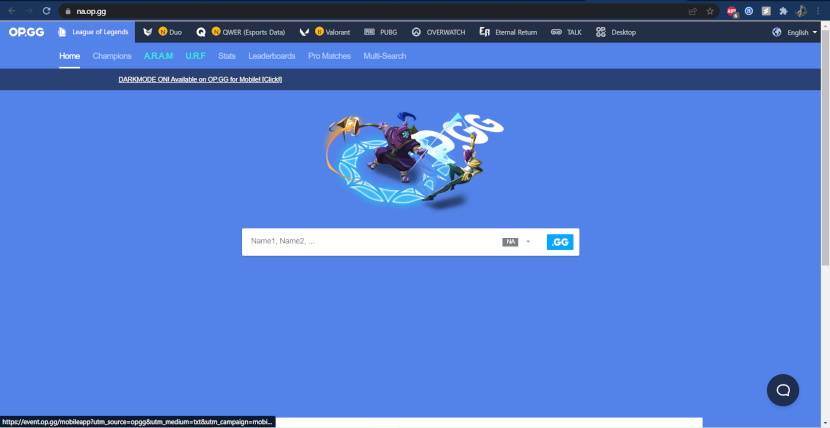 na.op.gg
OP.GG League of Legends Duo QWER (Esports Data) Valorant PUBG OVERWATCH Eternal Return TALK Desktop English
Home Champions A.R.A.M U.R.F Stats Leaderboards Pro Matches Multi-Search
DARKMODE ON! Available on OP.GG for Mobile! [Click!]
OP.GG
Name1, Name2, ... NA .GG
https://event.op.gg/mobileapp?utm_source=opgg&utm_medium=txt&utm_campaign=mobi...